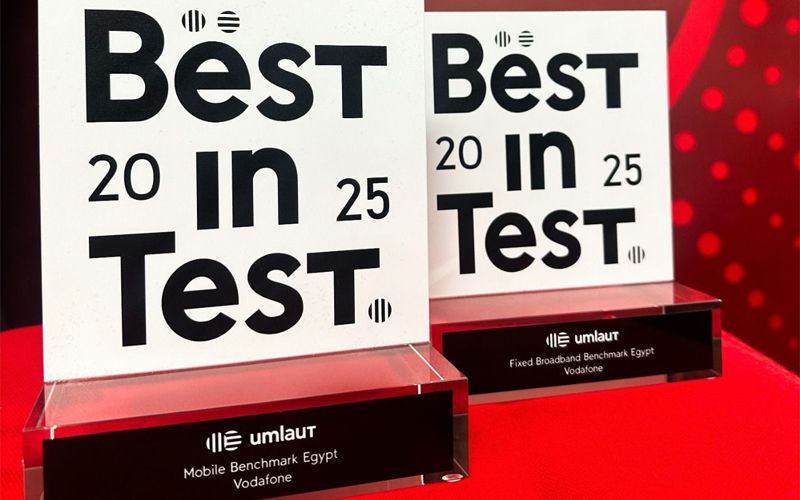 Best
20 in 25
Test.
umlaut
Mobile Benchmark Egypt
Vodafone
Best
20 in 25
Test.
umlaut
Fixed Broadband Benchmark Egypt
Vodafone